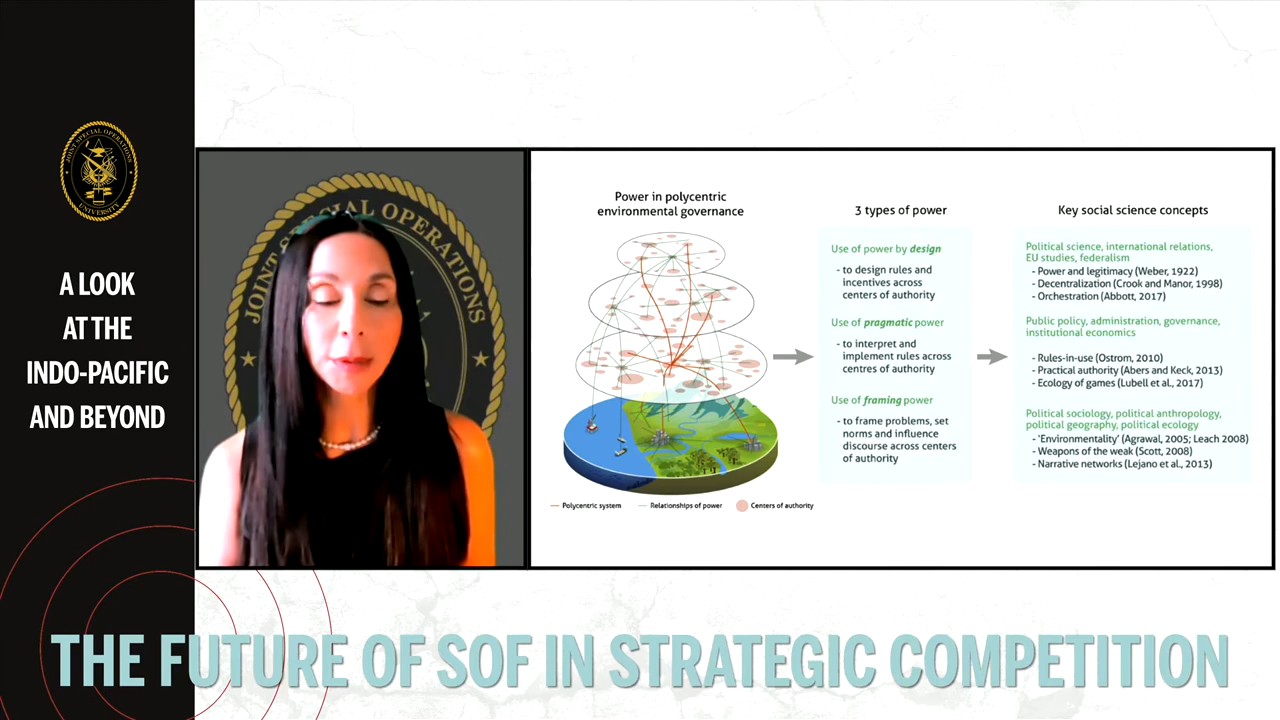 JOINT SPECIAL OPERATIONS
UNIVERSITY
A LOOK
AT THE
INDO-PACIFIC
AND BEYOND
JOINT SPECIAL OPERATIONS
Power in polycentric
environmental governance
Polycentric system
Relationships of power
Centers of authority
3 types of power
Use of power by design
- to design rules and
incentives across
centers of authority
Use of pragmatic power
- to interpret and
implement rules across
centres of authority
Use of framing power
- to frame problems, set
norms and influence
discourse across centers
of authority
Key social science concepts
Political science, international relations,
EU studies, federalism
- Power and legitimacy (Weber, 1922)
- Decentralization (Crook and Manor, 1998)
- Orchestration (Abbott, 2017)
Public policy, administration, governance,
institutional economics
- Rules-in-use (Ostrom, 2010)
- Practical authority (Abers and Keck, 2013)
- Ecology of games (Lubell et al., 2017)
Political sociology, political anthropology,
political geography, political ecology
- 'Environmentality' (Agrawal, 2005; Leach 2008)
- Weapons of the weak (Scott, 2008)
- Narrative networks (Lejano et al., 2013)
THE FUTURE OF SOF IN STRATEGIC COMPETITION